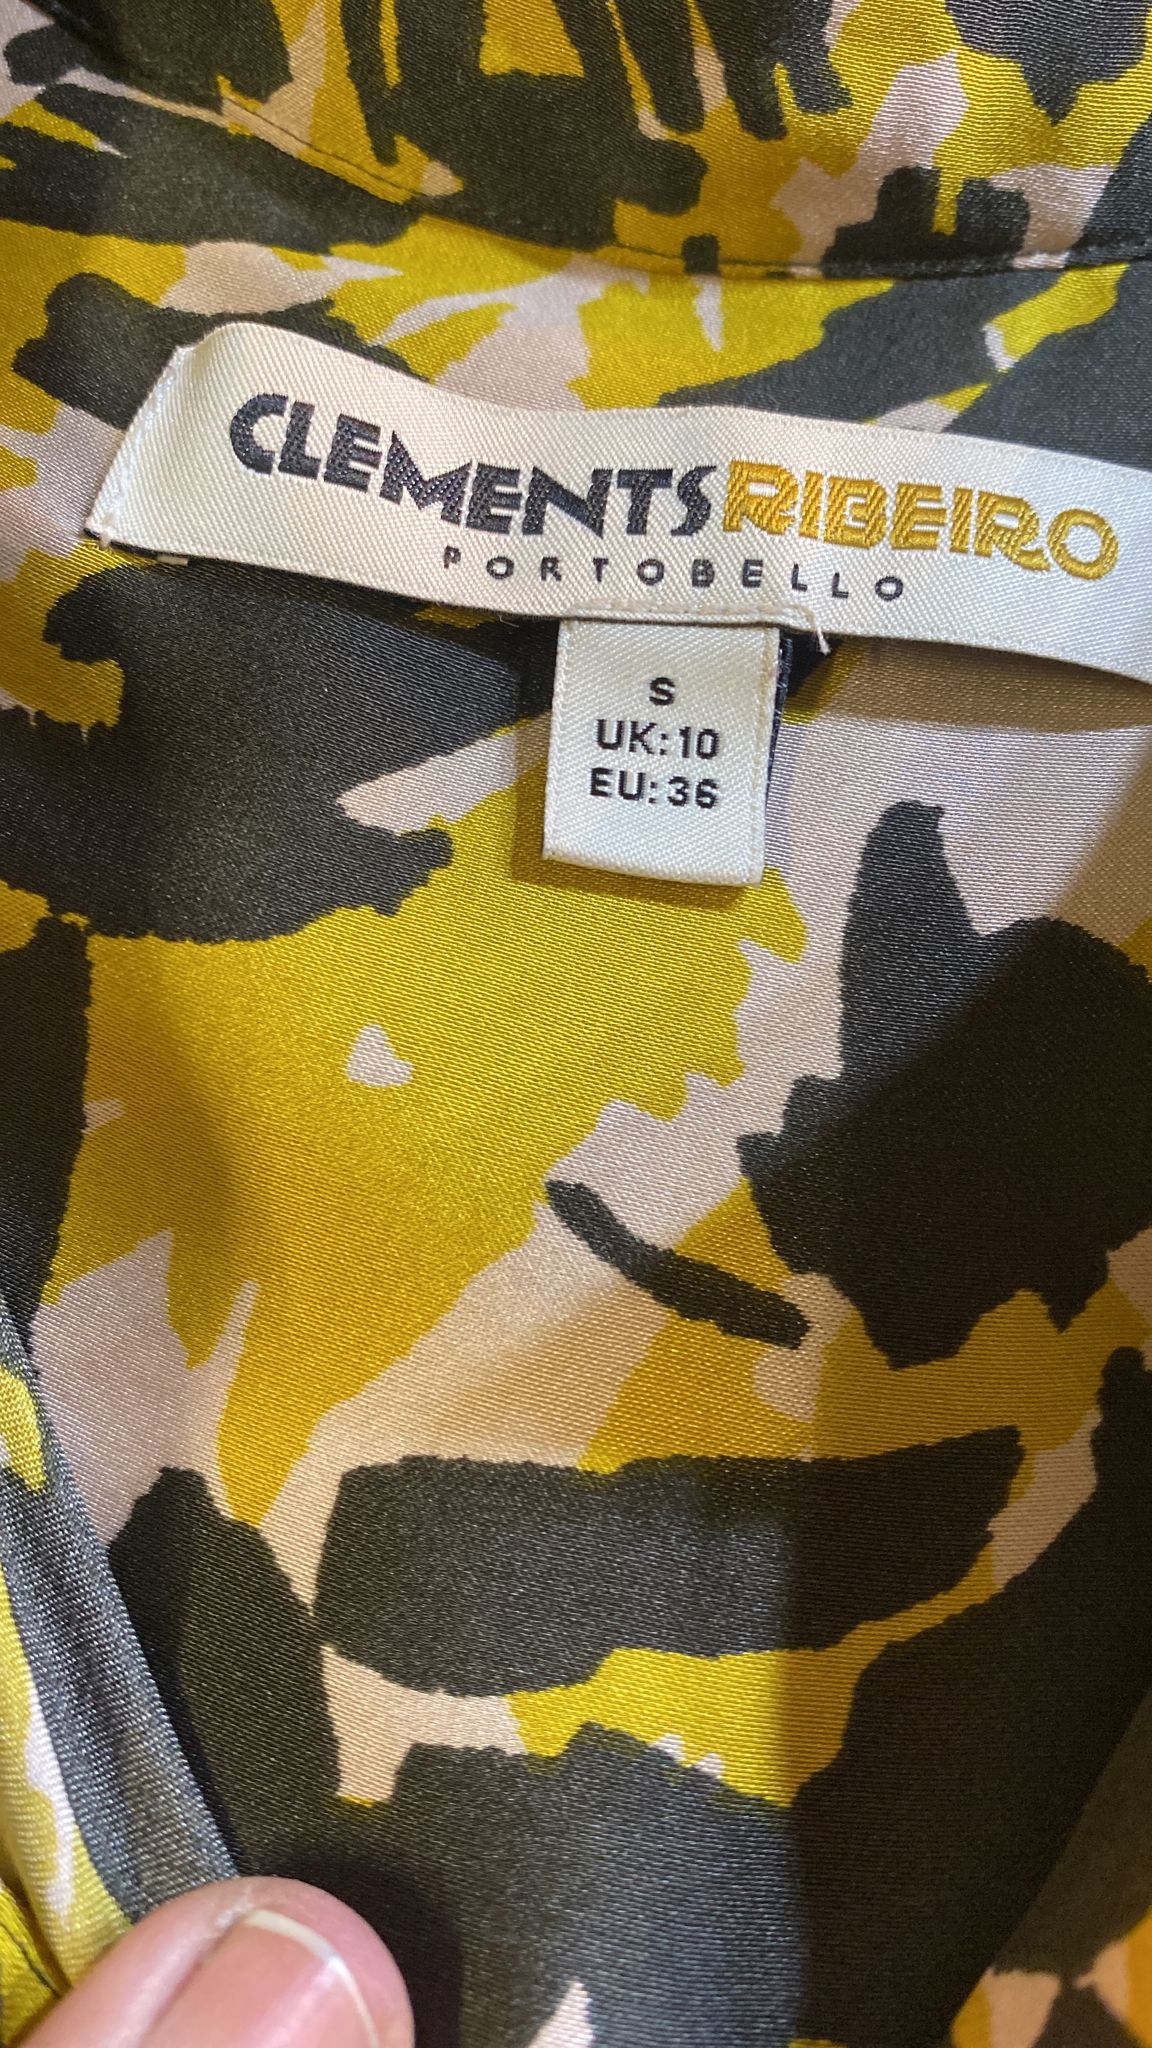 CLEMENTSRIBEIRO
PORTOBELLO
S
UK:10
EU:36